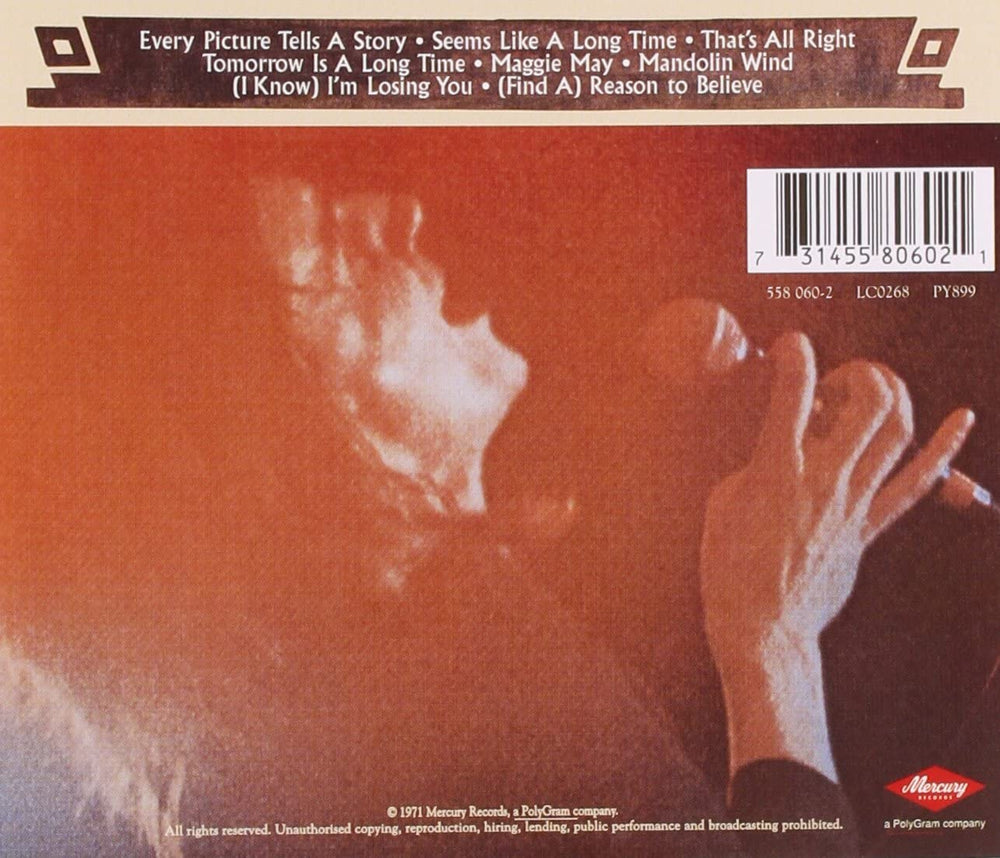 Every Picture Tells A Story • Seems Like A Long Time • That's All Right
Tomorrow Is A Long Time • Maggie May • Mandolin Wind
(I Know) I'm Losing You • (Find A) Reason to Believe
7 31455 80602 1
558 060-2 LC0268 PY899
© 1971 Mercury Records, a PolyGram company.
All rights reserved. Unauthorised copying, reproduction, hiring, lending, public performance and broadcasting prohibited.
Mercury
RECORDS
a PolyGram company